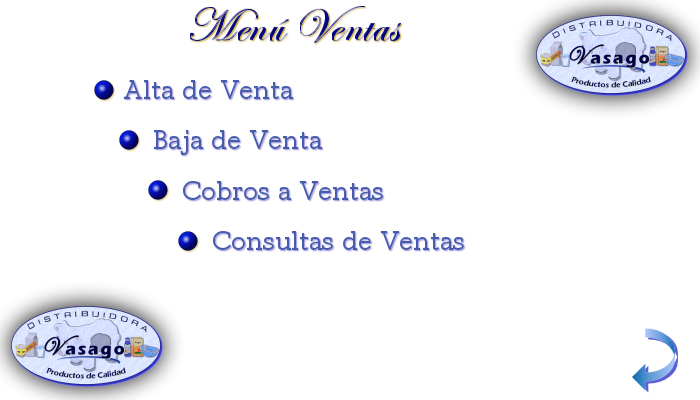 Menú Ventas
DISTRIBUIDORA
Vasago
Productos de Calidad
Alta de Venta
Baja de Venta
Cobros a Ventas
Consultas de Ventas
DISTRIBUIDORA
Vasago
Productos de Calidad